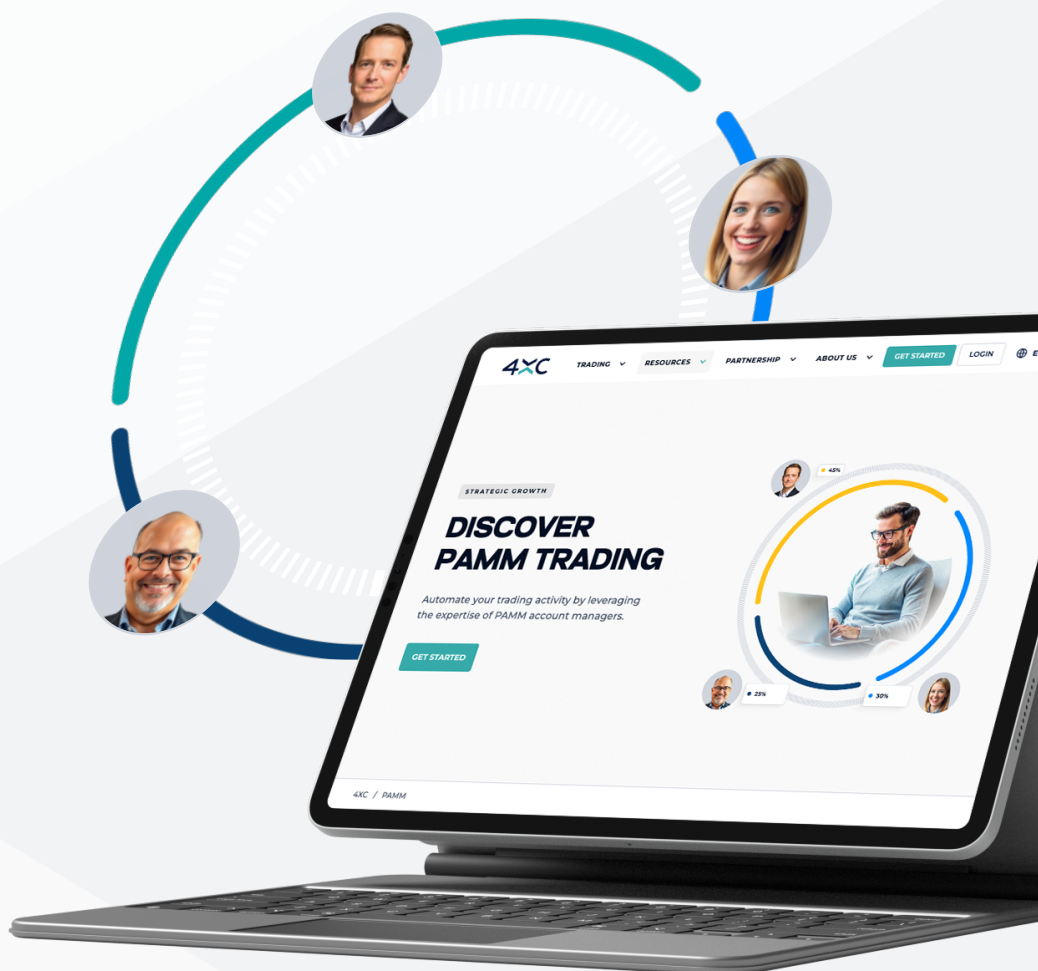 4XC
TRADING
RESOURCES
PARTNERSHIP
ABOUT US
GET STARTED
LOGIN
STRATEGIC GROWTH
DISCOVER
PAMM TRADING
Automate your trading activity by leveraging
the expertise of PAMM account managers.
GET STARTED
45%
25%
30%
4XC / PAMM